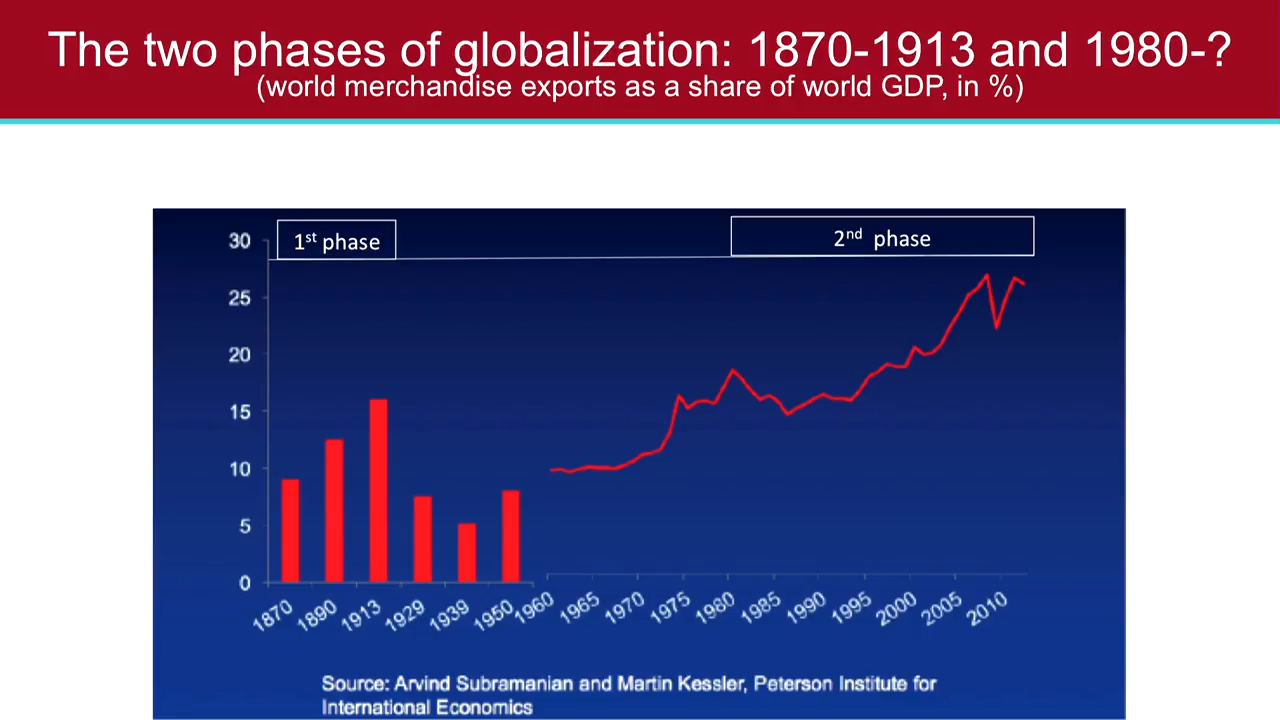 The two phases of globalization: 1870-1913 and 1980-?
(world merchandise exports as a share of world GDP, in %)
1st phase
2nd phase
30
25
20
15
10
5
0
1870 1890 1913 1929 1939 1950 1960 1965 1970 1975 1980 1985 1990 1995 2000 2005 2010
Source: Arvind Subramanian and Martin Kessler, Peterson Institute for
International Economics